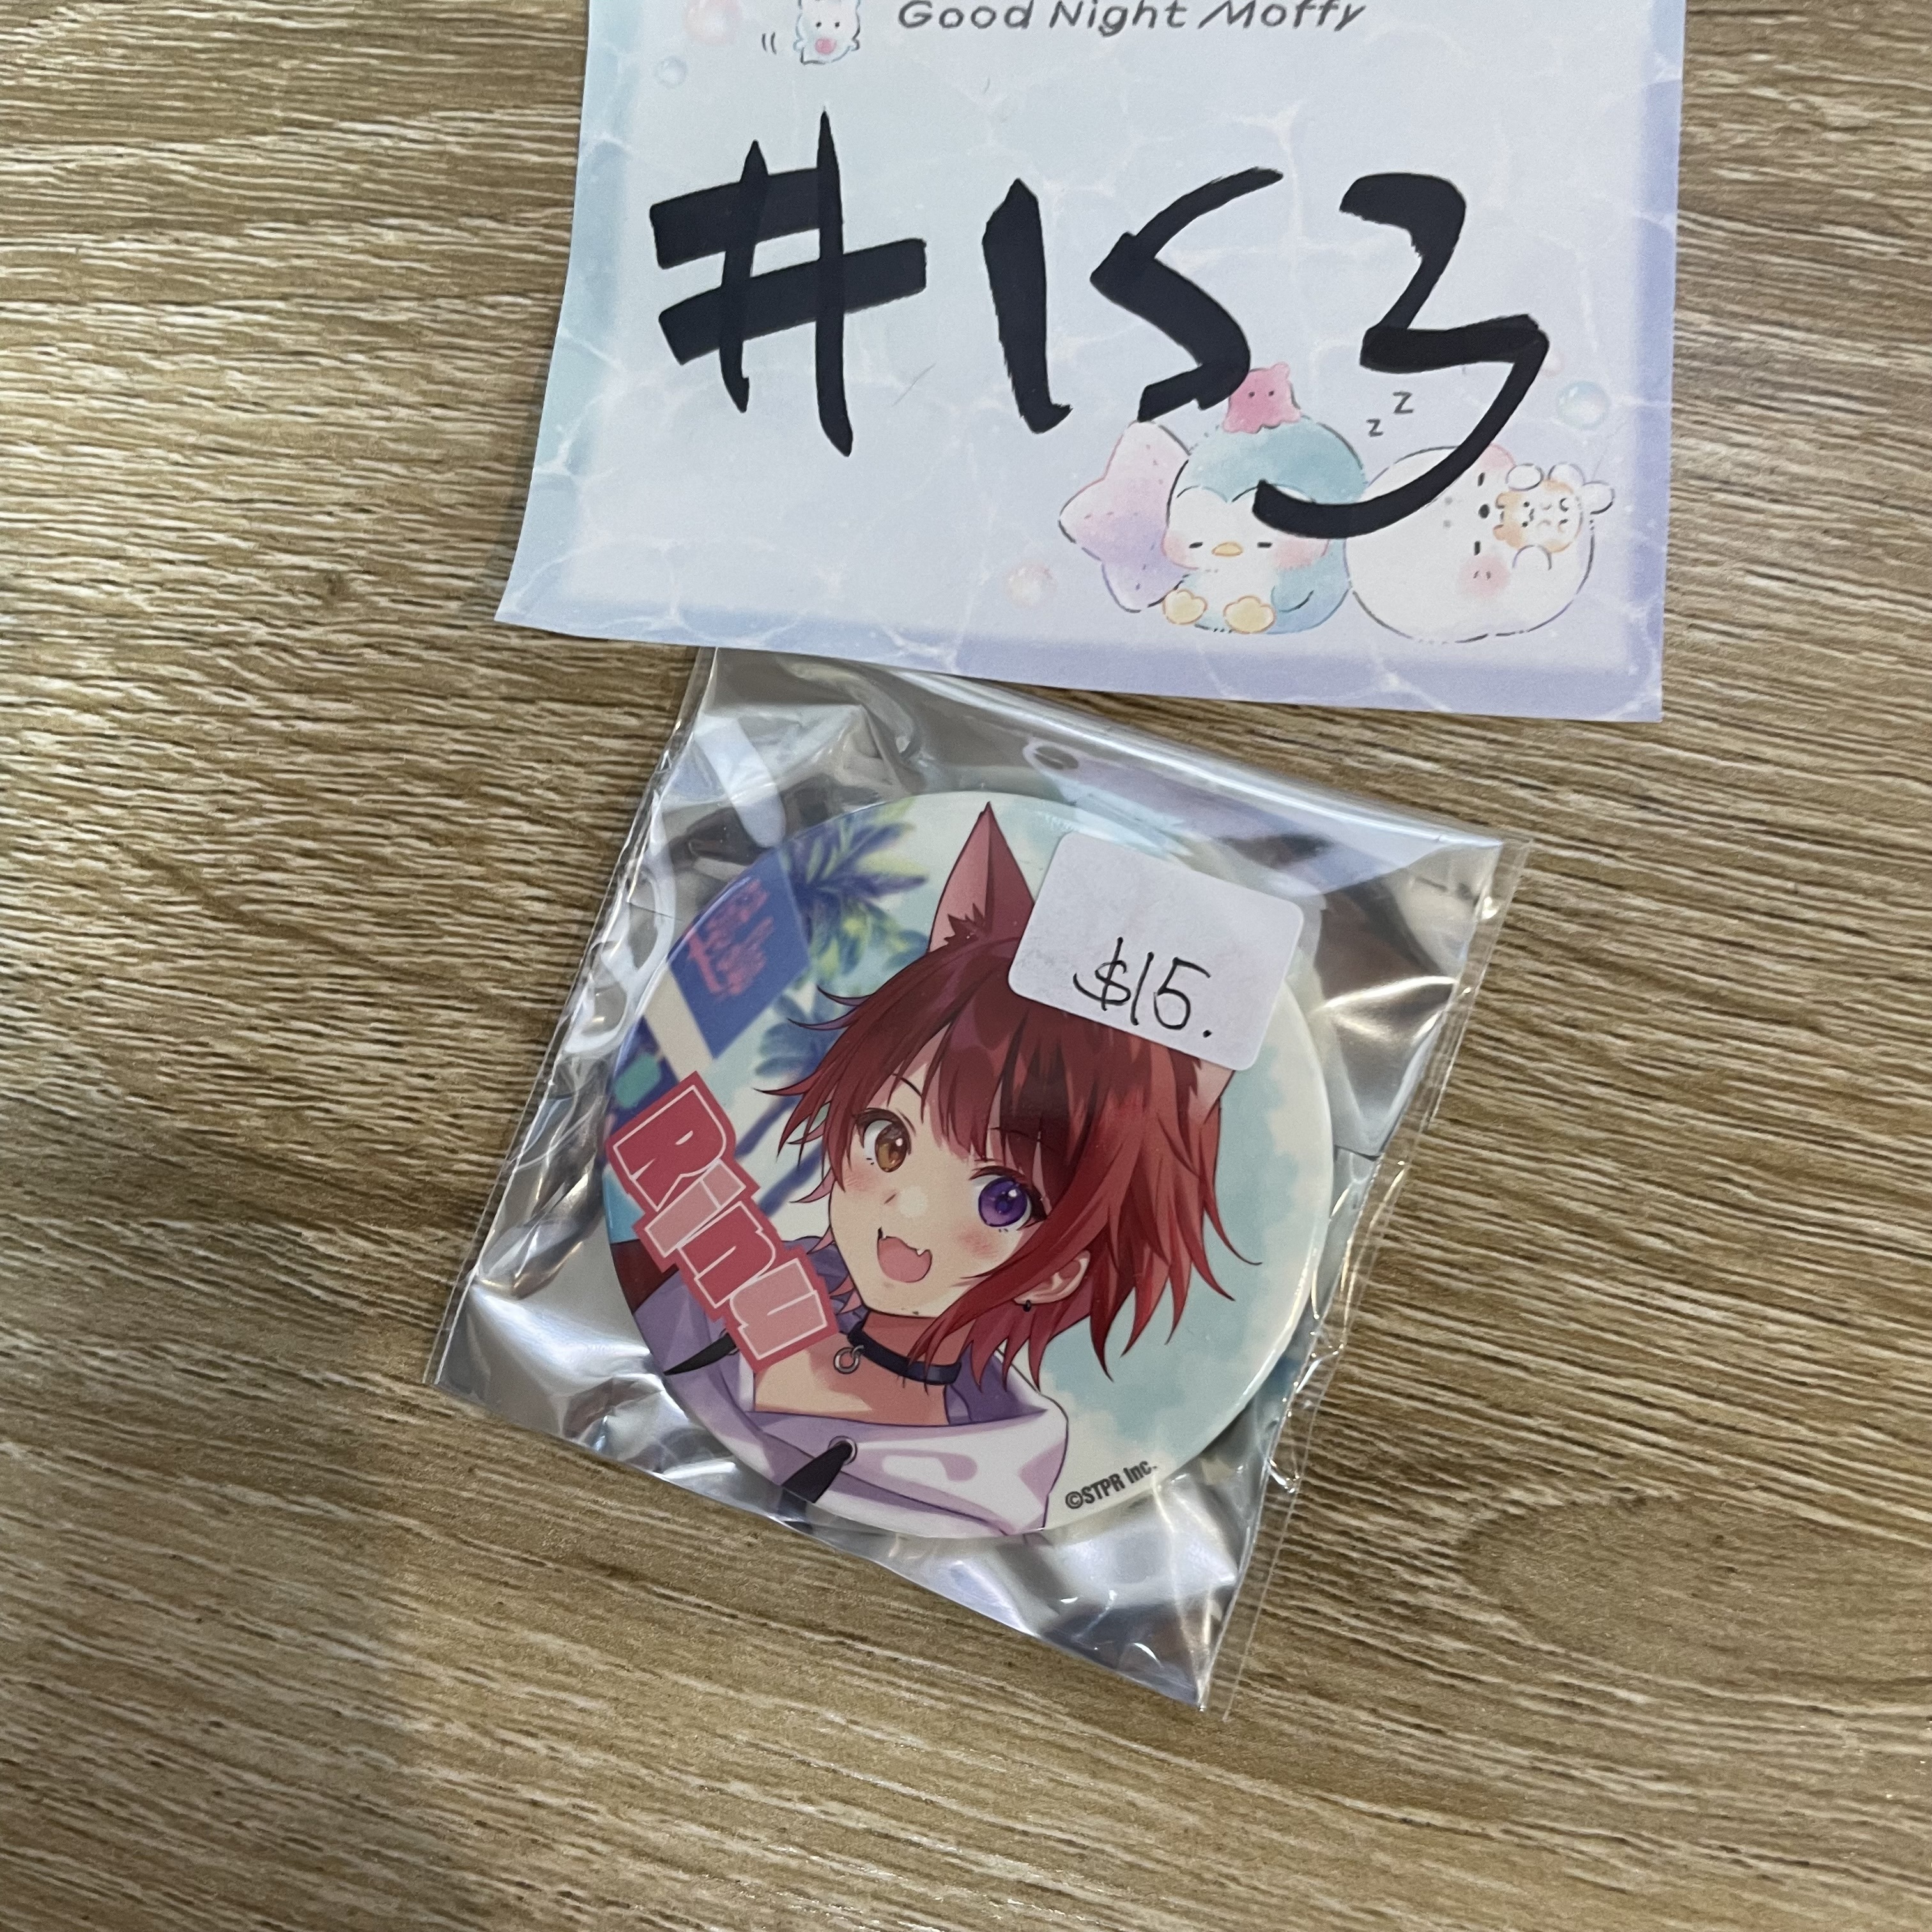 Good Night Moffy
#153
z
z
$15.
Rinu
©STPR Inc.